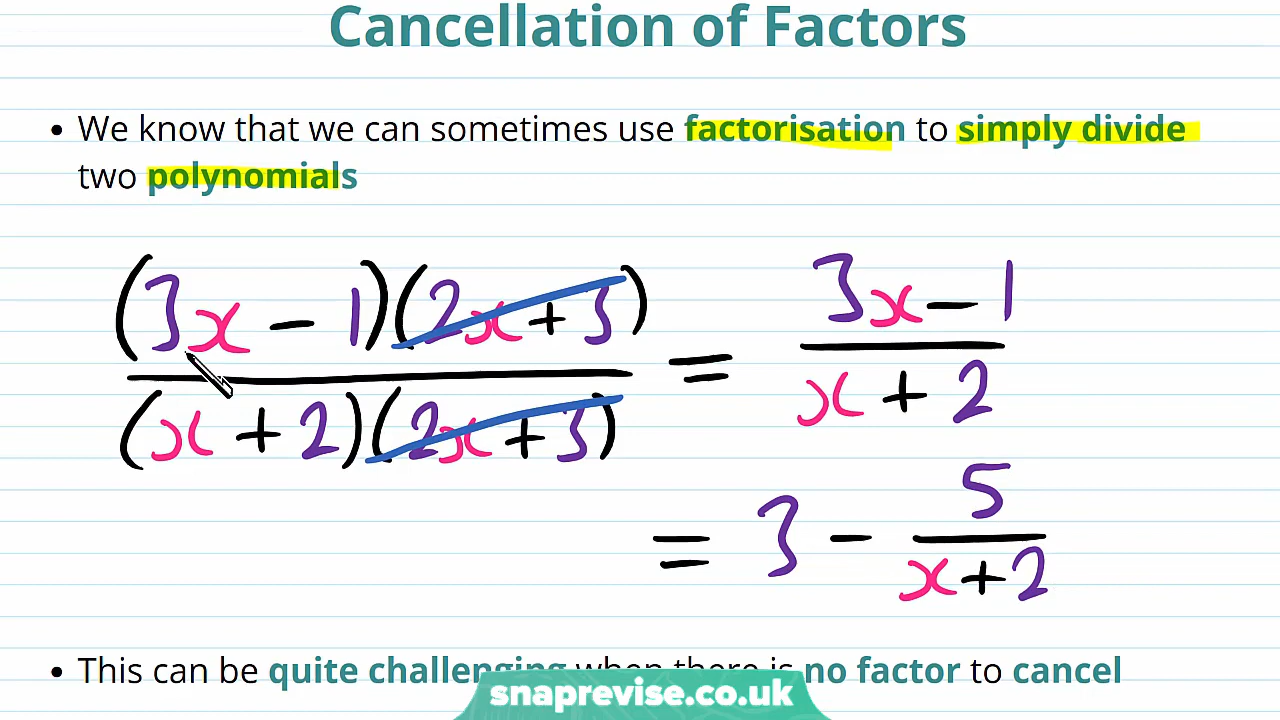 Cancellation of Factors
• We know that we can sometimes use factorisation to simply divide
two polynomials
(3x − 1)(2x + 3)
(x + 2)(2x + 3)
=
3x − 1
x + 2
= 3 −
5
x + 2
• This can be quite challenging when there is no factor to cancel
snaprevise.co.uk